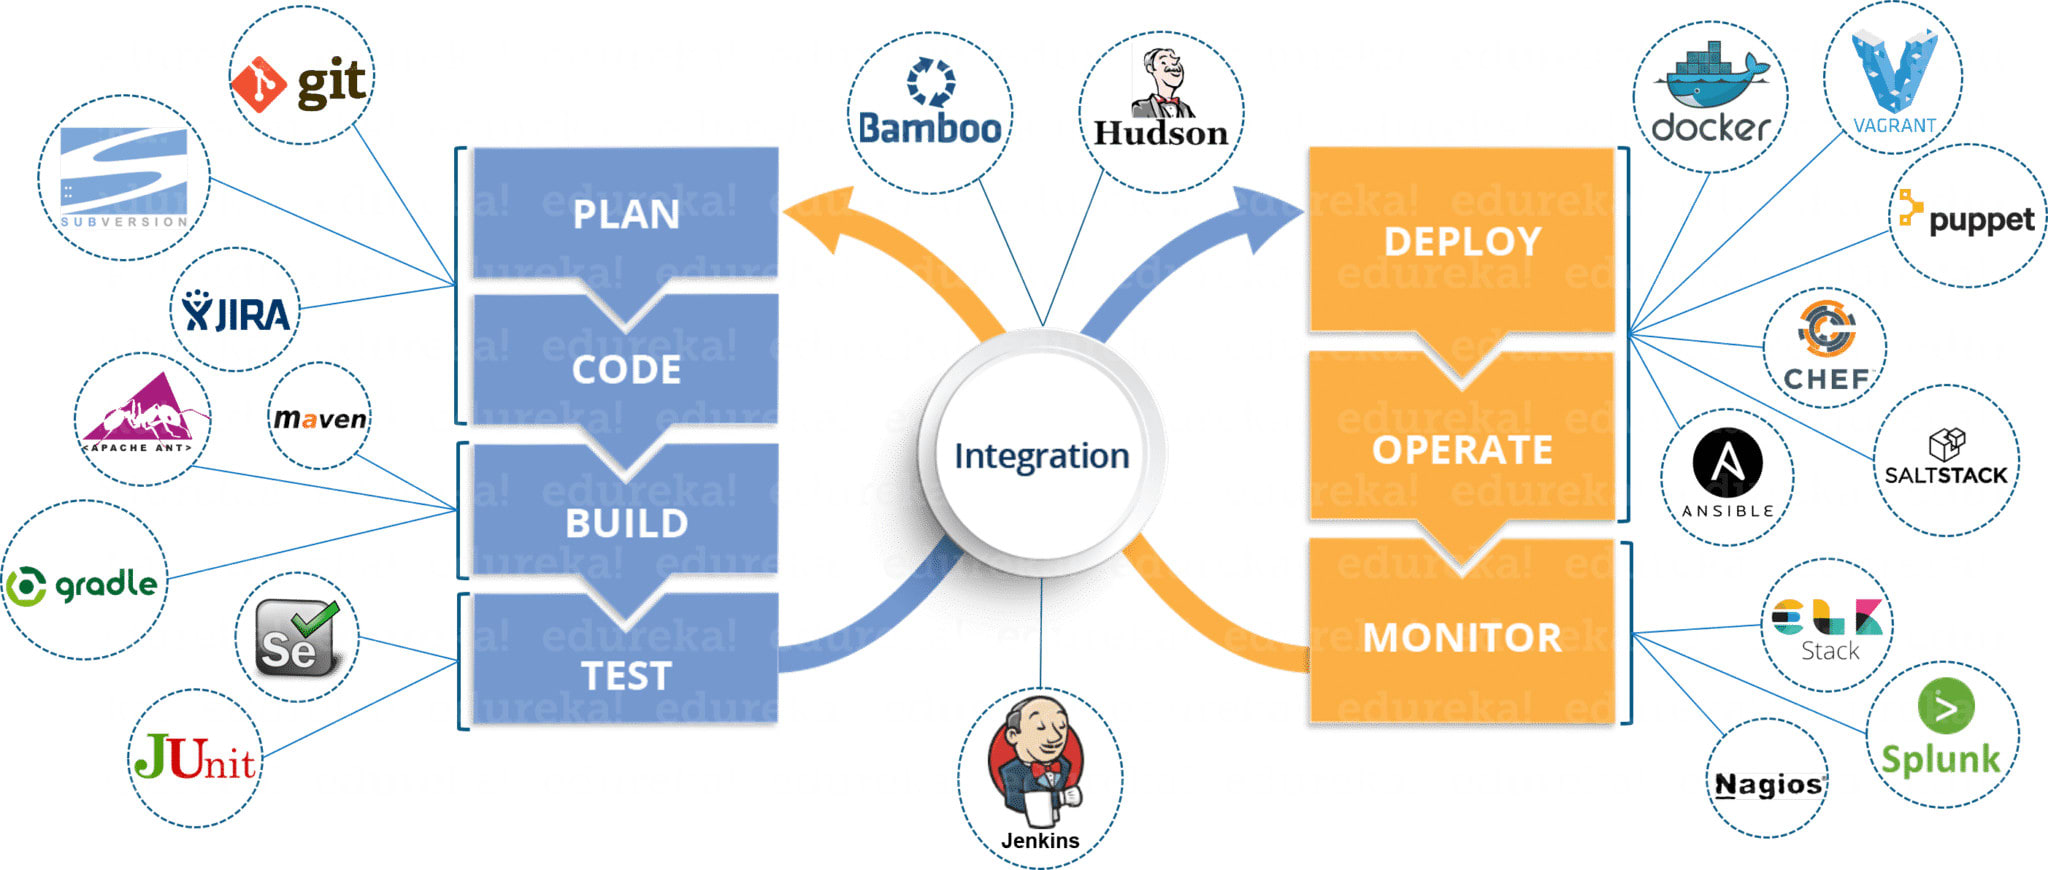 git
SUBVERSION
JIRA
<APACHE ANT>
maven
gradle
Se
JUnit
PLAN
CODE
BUILD
TEST
Bamboo
Hudson
Integration
Jenkins
DEPLOY
OPERATE
MONITOR
docker
VAGRANT
puppet
CHEF
SALTSTACK
ANSIBLE
ELK
Stack
Splunk
Nagios®
edureka!